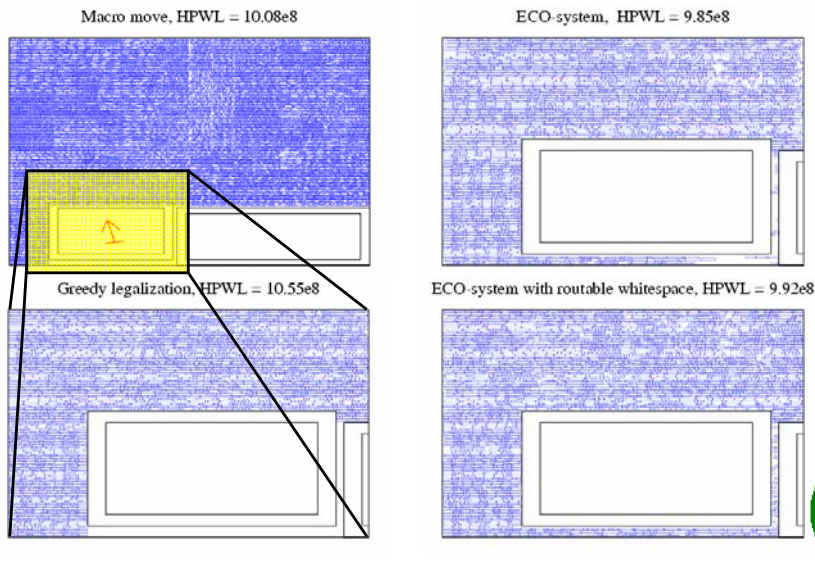 Macro move, HPWL = 10.08e8
ECO-system, HPWL = 9.85e8
Greedy legalization, HPWL = 10.55e8
ECO-system with routable whitespace, HPWL = 9.92e8